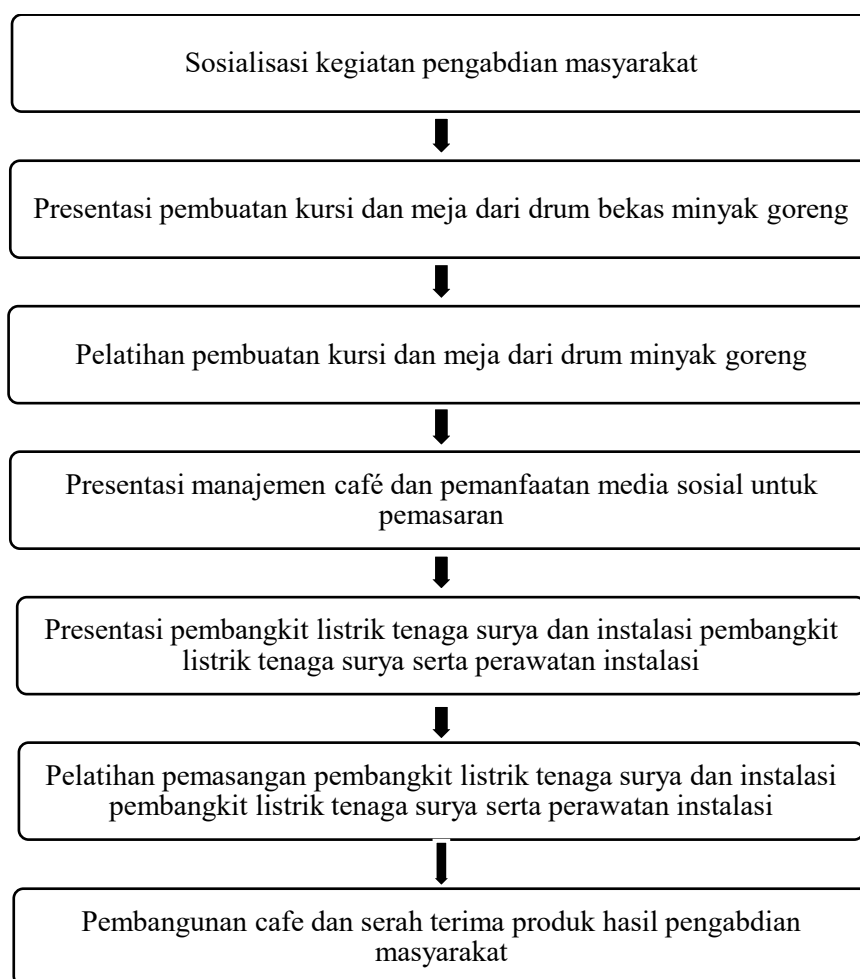 Sosialisasi kegiatan pengabdian masyarakat
Presentasi pembuatan kursi dan meja dari drum bekas minyak goreng
Pelatihan pembuatan kursi dan meja dari drum minyak goreng
Presentasi manajemen café dan pemanfaatan media sosial untuk
pemasaran
Presentasi pembangkit listrik tenaga surya dan instalasi pembangkit
listrik tenaga surya serta perawatan instalasi
Pelatihan pemasangan pembangkit listrik tenaga surya dan instalasi
pembangkit listrik tenaga surya serta perawatan instalasi
Pembangunan cafe dan serah terima produk hasil pengabdian
masyarakat